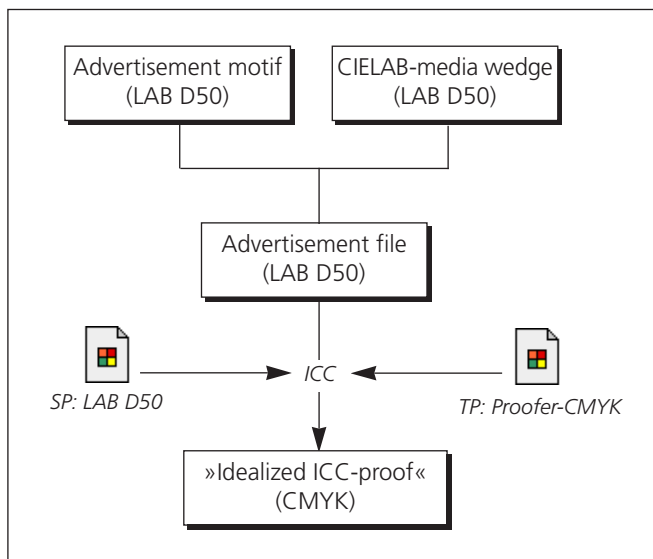 Advertisement motif
(LAB D50)
CIELAB-media wedge
(LAB D50)
Advertisement file
(LAB D50)
SP: LAB D50
ICC
TP: Proofer-CMYK
»Idealized ICC-proof«
(CMYK)